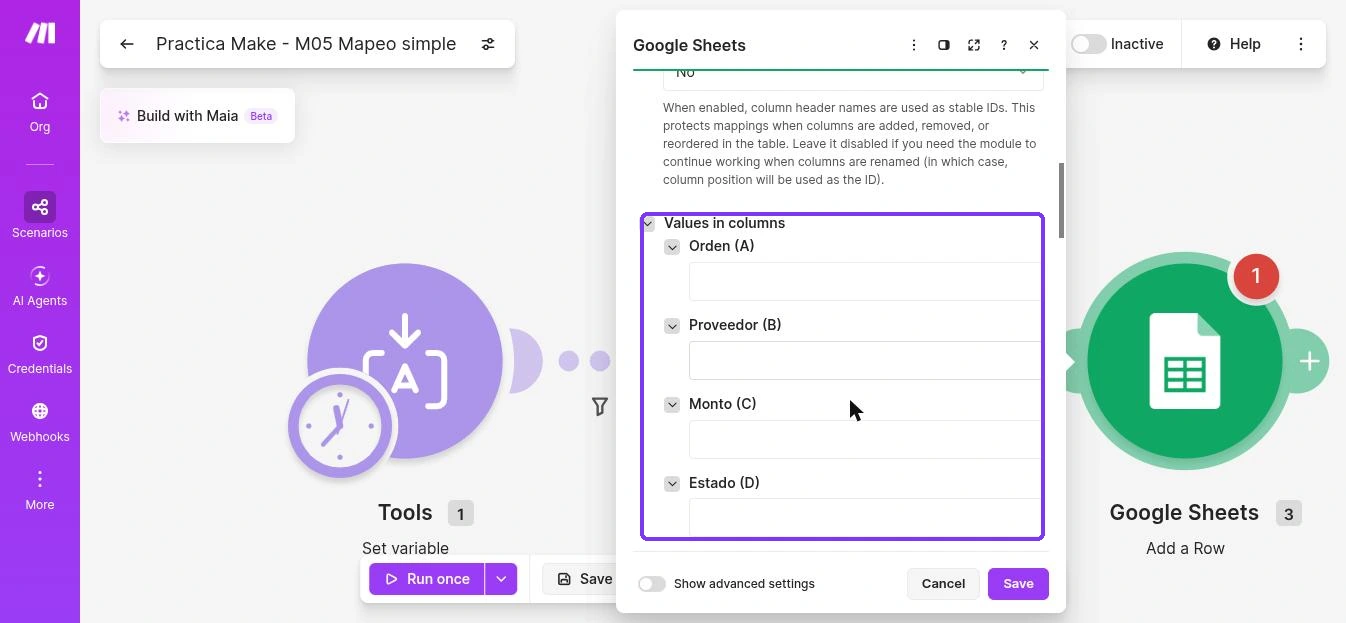 Practica Make - M05 Mapeo simple
Google Sheets
?
Inactive
Help
Build with Maia Beta
Org
Scenarios
AI Agents
Credentials
Webhooks
More
No
When enabled, column header names are used as stable IDs. This
protects mappings when columns are added, removed, or
reordered in the table. Leave it disabled if you need the module to
continue working when columns are renamed (in which case,
column position will be used as the ID).
Values in columns
Orden (A)
Proveedor (B)
Monto (C)
Estado (D)
A
Tools 1
Set variable
1
Google Sheets 3
Add a Row
Run once
Save
Show advanced settings
Cancel
Save